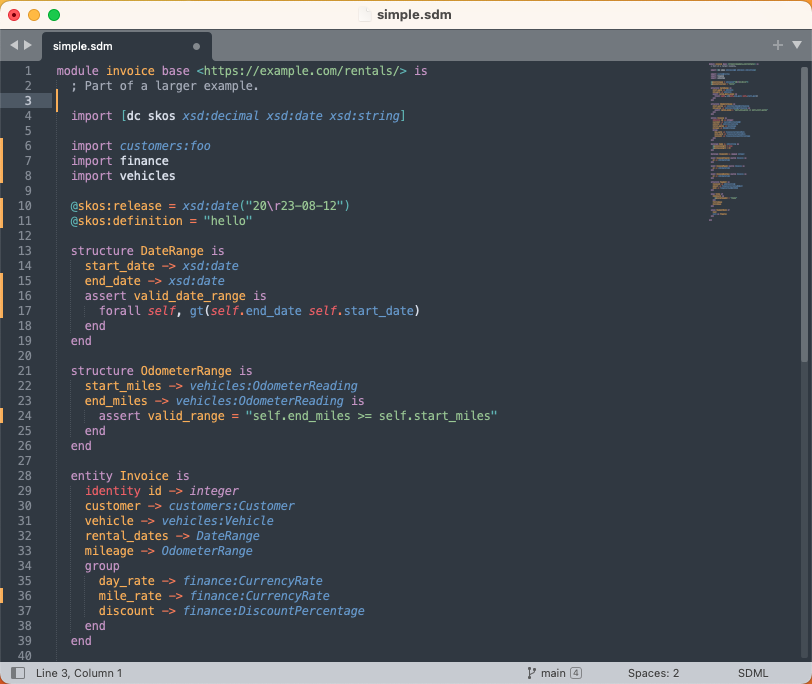 simple.sdm
simple.sdm
1 module invoice base <https://example.com/rentals/> is
2   ; Part of a larger example.
3
4   import [dc skos xsd:decimal xsd:date xsd:string]
5
6   import customers:foo
7   import finance
8   import vehicles
9
10   @skos:release = xsd:date("20\r23-08-12")
11   @skos:definition = "hello"
12
13   structure DateRange is
14     start_date -> xsd:date
15     end_date -> xsd:date
16     assert valid_date_range is
17       forall self, gt(self.end_date self.start_date)
18     end
19   end
20
21   structure OdometerRange is
22     start_miles -> vehicles:OdometerReading
23     end_miles -> vehicles:OdometerReading is
24       assert valid_range = "self.end_miles >= self.start_miles"
25     end
26   end
27
28   entity Invoice is
29     identity id -> integer
30     customer -> customers:Customer
31     vehicle -> vehicles:Vehicle
32     rental_dates -> DateRange
33     mileage -> OdometerRange
34     group
35       day_rate -> finance:CurrencyRate
36       mile_rate -> finance:CurrencyRate
37       discount -> finance:DiscountPercentage
38     end
39   end
40
Line 3, Column 1
main 4
Spaces: 2
SDML